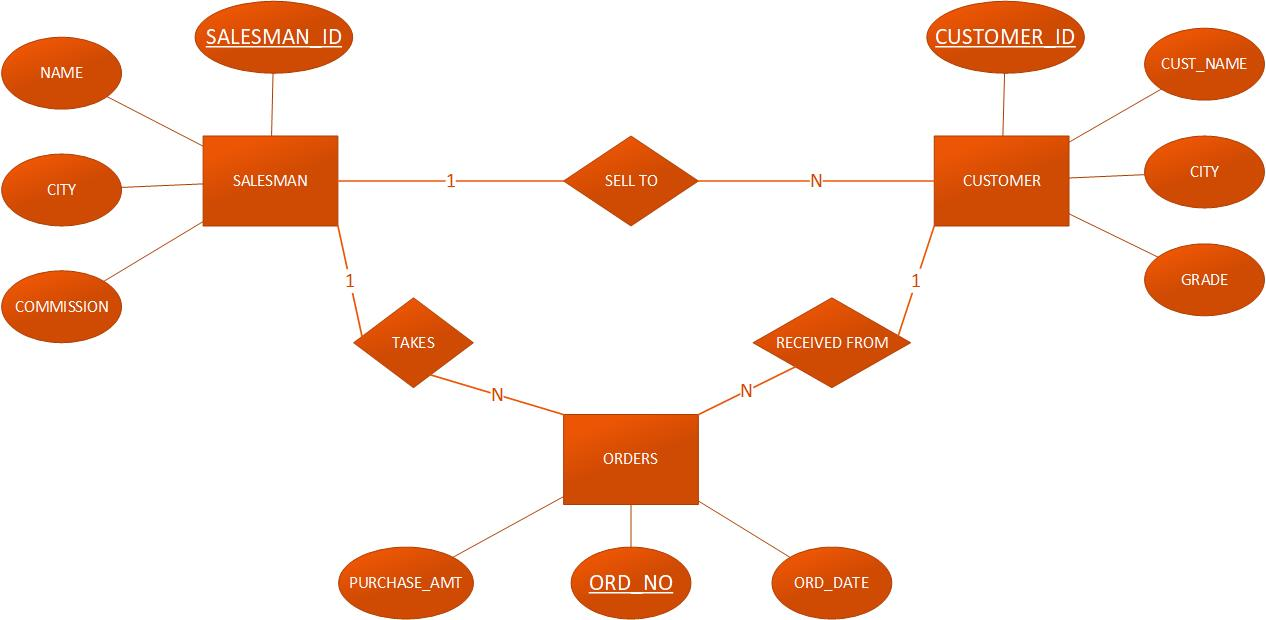 SALESMAN_ID
CUSTOMER_ID
NAME
CUST_NAME
CITY
SALESMAN
1
SELL TO
N
CUSTOMER
CITY
COMMISSION
GRADE
1
1
TAKES
RECEIVED FROM
N
N
ORDERS
PURCHASE_AMT
ORD_NO
ORD_DATE